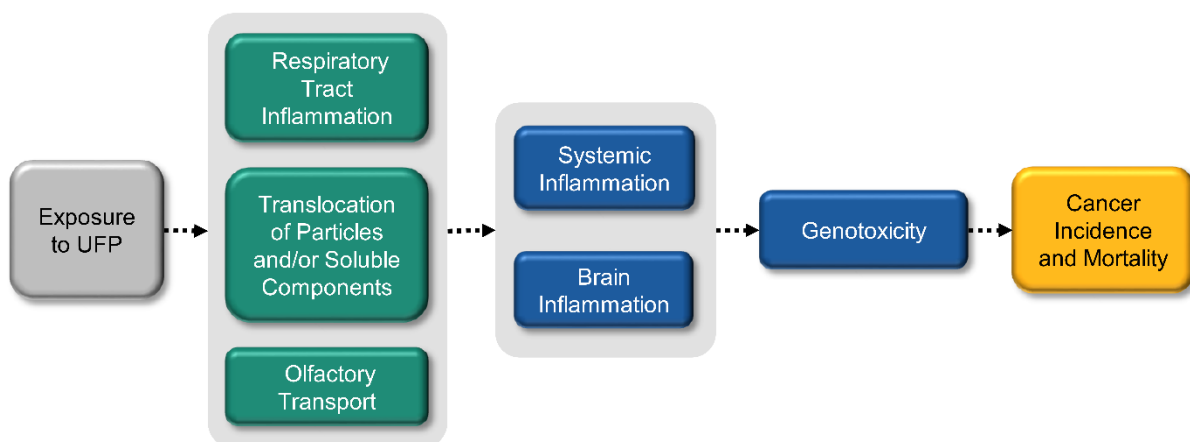 Exposure
to UFP
Respiratory
Tract
Inflammation
Translocation
of Particles
and/or Soluble
Components
Olfactory
Transport
Systemic
Inflammation
Brain
Inflammation
Genotoxicity
Cancer
Incidence
and Mortality